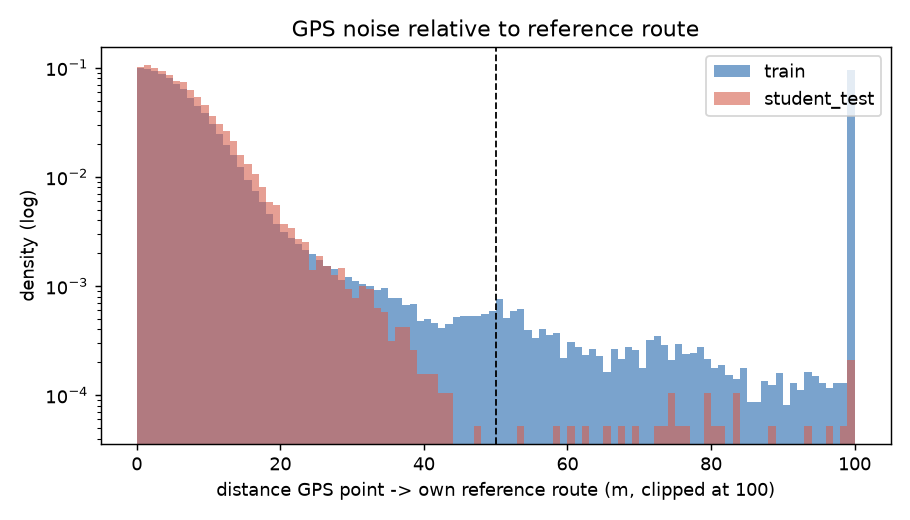 GPS noise relative to reference route
density (log)
10⁻¹
10⁻²
10⁻³
10⁻⁴
train
student_test
0 20 40 60 80 100
distance GPS point -> own reference route (m, clipped at 100)